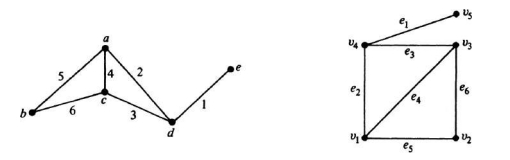 a
5
4
2
e
b
6
c
3
1
d
e₁
v₅
v₄
e₃
v₃
e₂
e₄
e₆
v₁
e₅
v₂